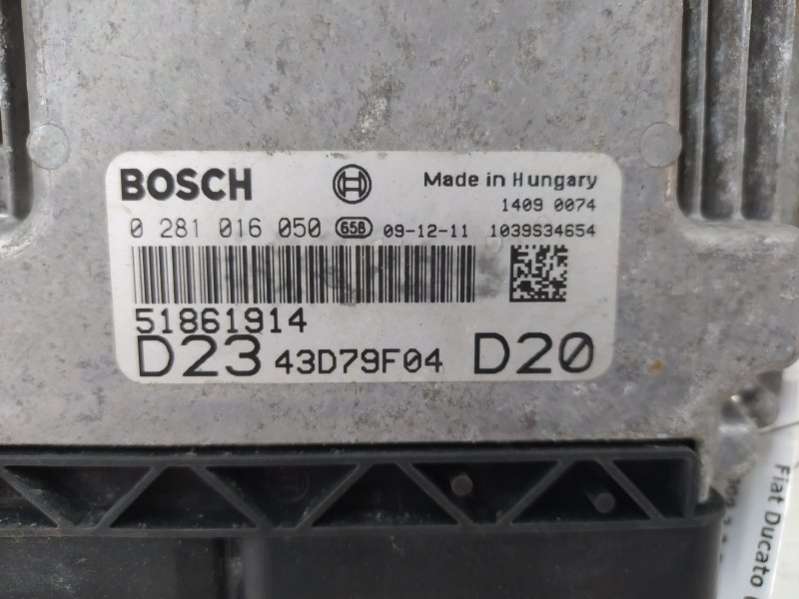 BOSCH Made in Hungary
1409 0074
0 281 016 050 65B 09-12-11 1039S34654
51861914
D23 43D79F04 D20
Fiat Ducato